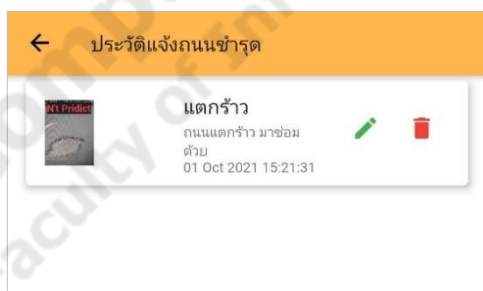 ประวัติแจ้งถนนชำรุด
N't Pridict
แตกร้าว
ถนนแตกร้าว มาซ่อม
ด้วย
01 Oct 2021 15:21:31